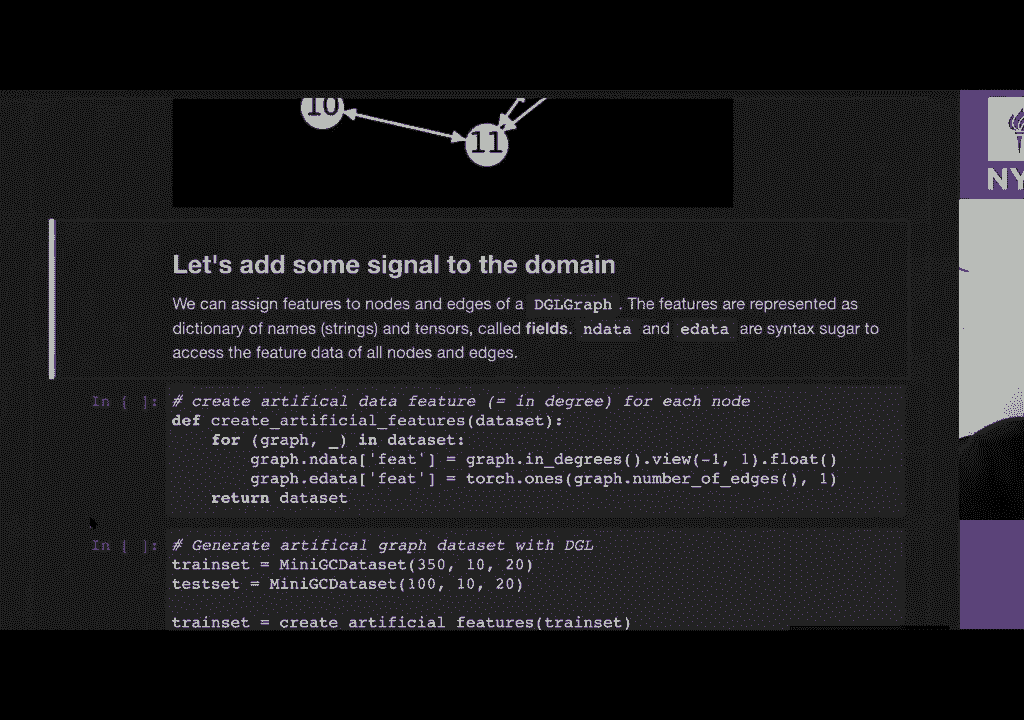 10
11
NY
Let's add some signal to the domain
We can assign features to nodes and edges of a DGLGraph . The features are represented as
dictionary of names (strings) and tensors, called fields. ndata and edata are syntax sugar to
access the feature data of all nodes and edges.
In [ ]: # create artifical data feature (= in degree) for each node
def create_artificial_features(dataset):
    for (graph, _) in dataset:
        graph.ndata['feat'] = graph.in_degrees().view(-1, 1).float()
        graph.edata['feat'] = torch.ones(graph.number_of_edges(), 1)
    return dataset
In [ ]: # Generate artifical graph dataset with DGL
trainset = MiniGCDataset(350, 10, 20)
testset = MiniGCDataset(100, 10, 20)
trainset = create_artificial_features(trainset)